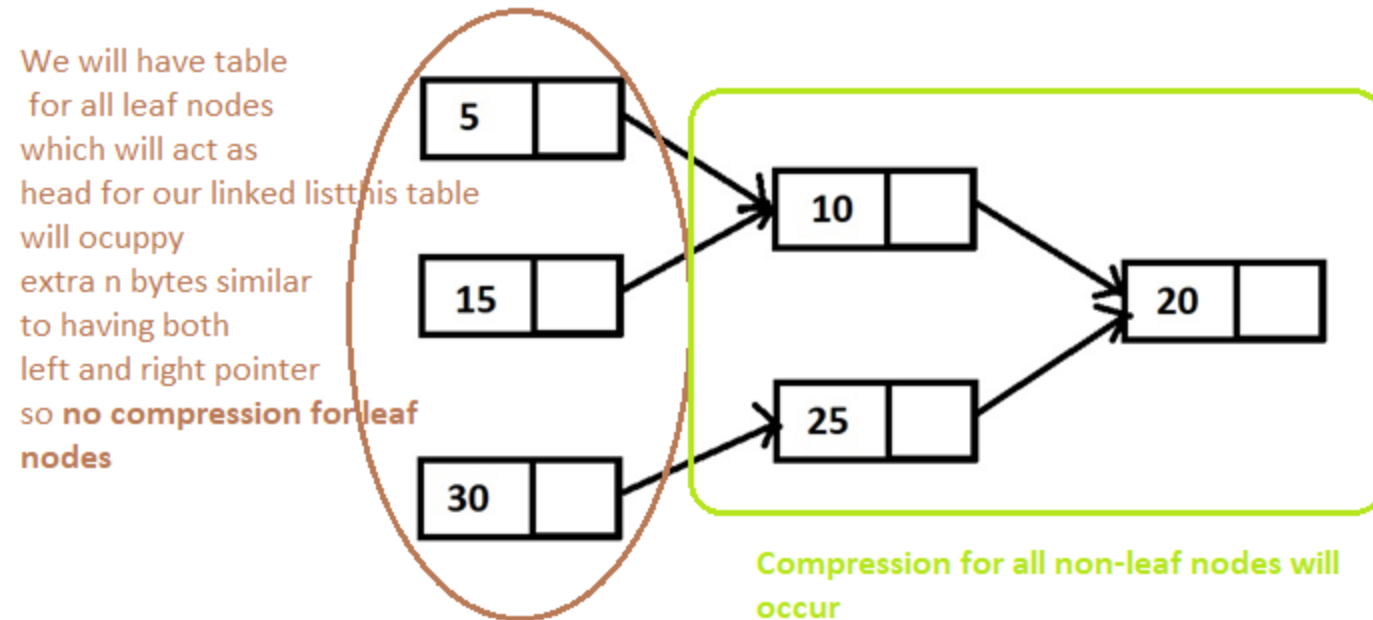 We will have table
for all leaf nodes
which will act as
head for our linked listthis table
will ocuppy
extra n bytes similar
to having both
left and right pointer
so no compression for leaf
nodes
5
15
30
10
25
20
Compression for all non-leaf nodes will
occur